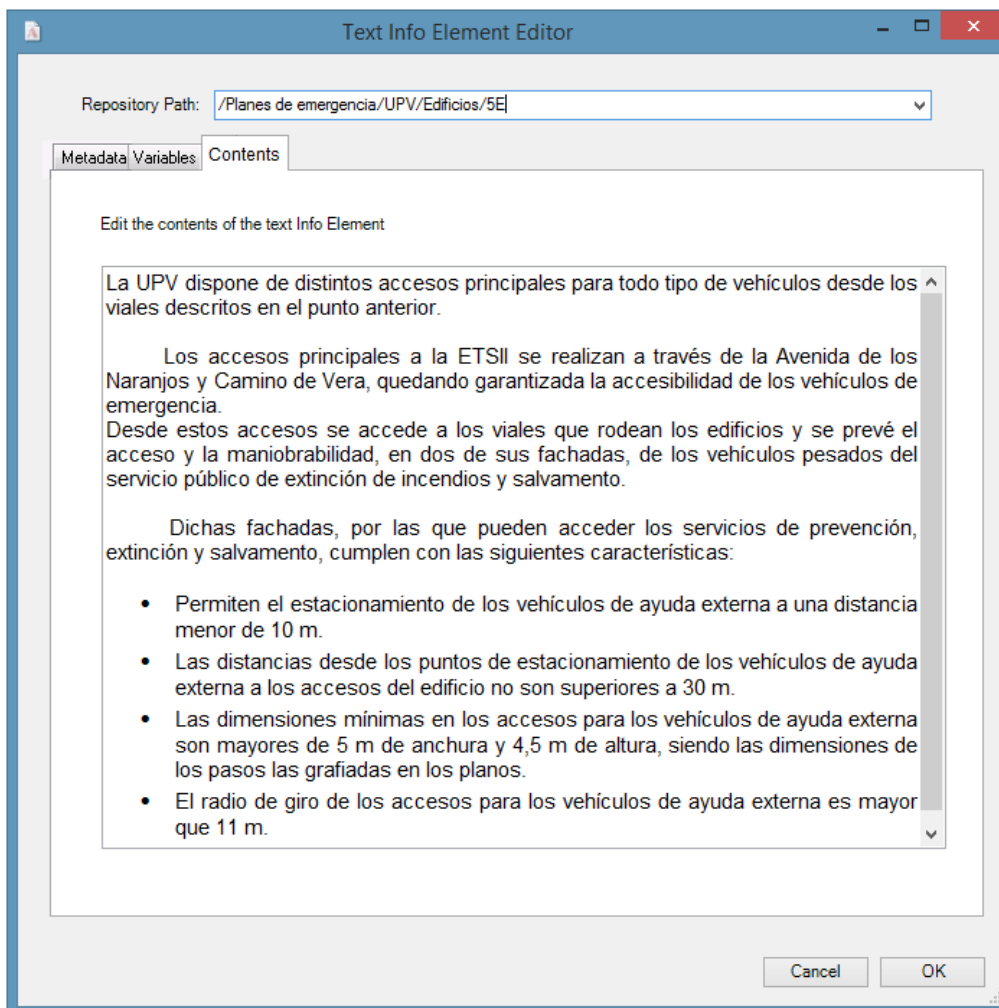 Text Info Element Editor
Repository Path: /Planes de emergencia/UPV/Edificios/5E
Metadata Variables Contents
Edit the contents of the text Info Element
La UPV dispone de distintos accesos principales para todo tipo de vehículos desde los
viales descritos en el punto anterior.
Los accesos principales a la ETSII se realizan a través de la Avenida de los
Naranjos y Camino de Vera, quedando garantizada la accesibilidad de los vehículos de
emergencia.
Desde estos accesos se accede a los viales que rodean los edificios y se prevé el
acceso y la maniobrabilidad, en dos de sus fachadas, de los vehículos pesados del
servicio público de extinción de incendios y salvamento.
Dichas fachadas, por las que pueden acceder los servicios de prevención,
extinción y salvamento, cumplen con las siguientes características:
• Permiten el estacionamiento de los vehículos de ayuda externa a una distancia
menor de 10 m.
• Las distancias desde los puntos de estacionamiento de los vehículos de ayuda
externa a los accesos del edificio no son superiores a 30 m.
• Las dimensiones mínimas en los accesos para los vehículos de ayuda externa
son mayores de 5 m de anchura y 4,5 m de altura, siendo las dimensiones de
los pasos las grafiadas en los planos.
• El radio de giro de los accesos para los vehículos de ayuda externa es mayor
que 11 m.
Cancel OK